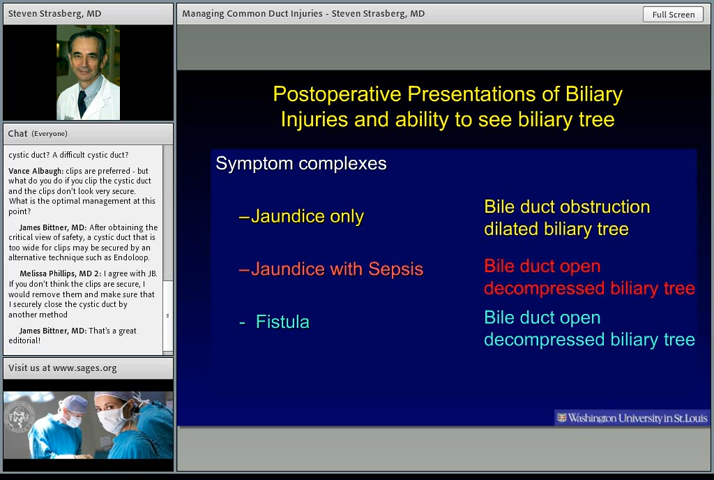 Steven Strasberg, MD
Managing Common Duct Injuries - Steven Strasberg, MD
Full Screen
Chat (Everyone)
cystic duct? A difficult cystic duct?
Vance Albaugh: clips are preferred - but
what do you do if you clip the cystic duct
and the clips don't look very secure.
What is the optimal management at this
point?
James Bittner, MD: After obtaining the
critical view of safety, a cystic duct that is
too wide for clips may be secured by an
alternative technique such as Endoloop.
Melissa Phillips, MD 2: I agree with JB.
If you don't think the clips are secure, I
would remove them and make sure that
I securely close the cystic duct by
another method
James Bittner, MD: That's a great
editorial!
Visit us at www.sages.org
Postoperative Presentations of Biliary
Injuries and ability to see biliary tree
Symptom complexes
–Jaundice only
Bile duct obstruction
dilated biliary tree
–Jaundice with Sepsis
Bile duct open
decompressed biliary tree
- Fistula
Bile duct open
decompressed biliary tree
Washington University in St. Louis